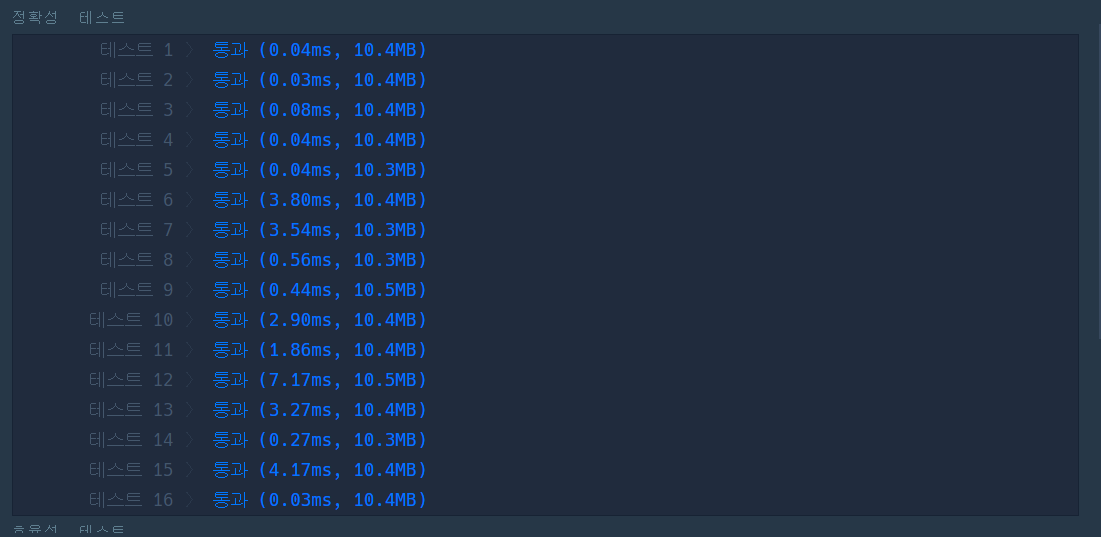 정확성 테스트
테스트 1 〉 통과 (0.04ms, 10.4MB)
테스트 2 〉 통과 (0.03ms, 10.4MB)
테스트 3 〉 통과 (0.08ms, 10.4MB)
테스트 4 〉 통과 (0.04ms, 10.4MB)
테스트 5 〉 통과 (0.04ms, 10.3MB)
테스트 6 〉 통과 (3.80ms, 10.4MB)
테스트 7 〉 통과 (3.54ms, 10.3MB)
테스트 8 〉 통과 (0.56ms, 10.3MB)
테스트 9 〉 통과 (0.44ms, 10.5MB)
테스트 10 〉 통과 (2.90ms, 10.4MB)
테스트 11 〉 통과 (1.86ms, 10.4MB)
테스트 12 〉 통과 (7.17ms, 10.5MB)
테스트 13 〉 통과 (3.27ms, 10.4MB)
테스트 14 〉 통과 (0.27ms, 10.3MB)
테스트 15 〉 통과 (4.17ms, 10.4MB)
테스트 16 〉 통과 (0.03ms, 10.4MB)
효율성 테스트